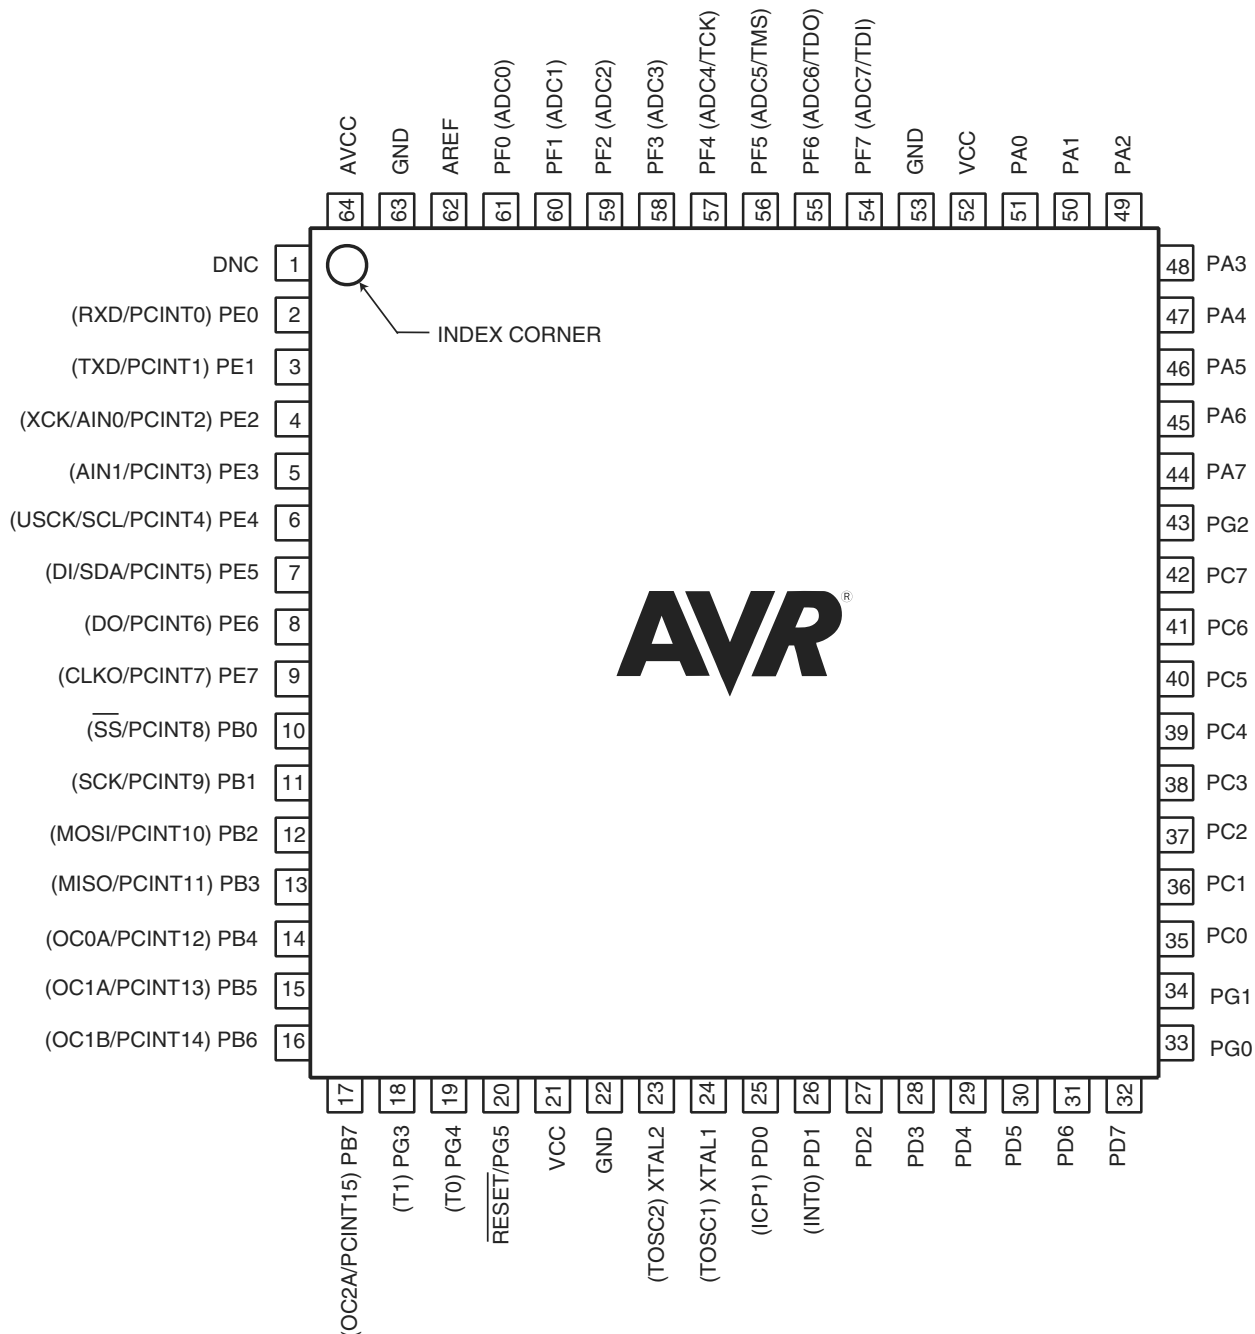 AVCC
GND
AREF
PF0 (ADC0)
PF1 (ADC1)
PF2 (ADC2)
PF3 (ADC3)
PF4 (ADC4/TCK)
PF5 (ADC5/TMS)
PF6 (ADC6/TDO)
PF7 (ADC7/TDI)
GND
VCC
PA0
PA1
PA2
64
63
62
61
60
59
58
57
56
55
54
53
52
51
50
49
DNC 1
(RXD/PCINT0) PE0 2
(TXD/PCINT1) PE1 3
(XCK/AIN0/PCINT2) PE2 4
(AIN1/PCINT3) PE3 5
(USCK/SCL/PCINT4) PE4 6
(DI/SDA/PCINT5) PE5 7
(DO/PCINT6) PE6 8
(CLKO/PCINT7) PE7 9
(SS/PCINT8) PB0 10
(SCK/PCINT9) PB1 11
(MOSI/PCINT10) PB2 12
(MISO/PCINT11) PB3 13
(OC0A/PCINT12) PB4 14
(OC1A/PCINT13) PB5 15
(OC1B/PCINT14) PB6 16
INDEX CORNER
AVR®
48 PA3
47 PA4
46 PA5
45 PA6
44 PA7
43 PG2
42 PC7
41 PC6
40 PC5
39 PC4
38 PC3
37 PC2
36 PC1
35 PC0
34 PG1
33 PG0
17
18
19
20
21
22
23
24
25
26
27
28
29
30
31
32
(OC2A/PCINT15) PB7
(T1) PG3
(T0) PG4
RESET/PG5
VCC
GND
(TOSC2) XTAL2
(TOSC1) XTAL1
(ICP1) PD0
(INT0) PD1
PD2
PD3
PD4
PD5
PD6
PD7